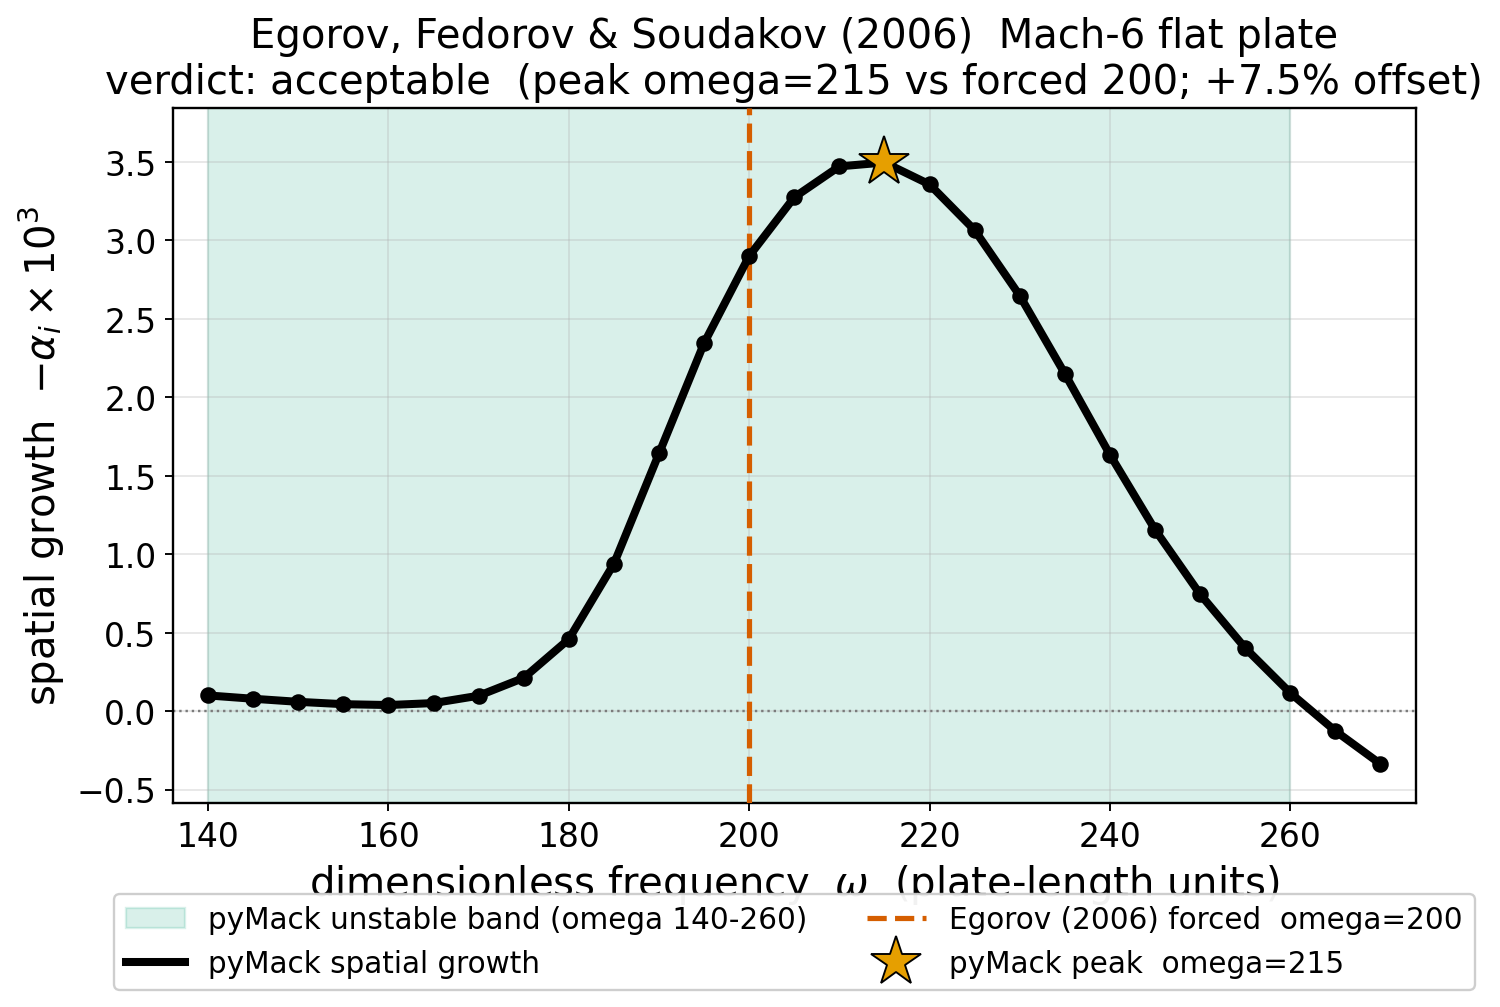 Egorov, Fedorov & Soudakov (2006)  Mach-6 flat plate
verdict: acceptable  (peak omega=215 vs forced 200; +7.5% offset)
spatial growth  −αᵢ × 10³
3.5
3.0
2.5
2.0
1.5
1.0
0.5
0.0
−0.5
140 160 180 200 220 240 260
dimensionless frequency  ω  (plate-length units)
pyMack unstable band (omega 140-260)
pyMack spatial growth
Egorov (2006) forced  omega=200
pyMack peak  omega=215